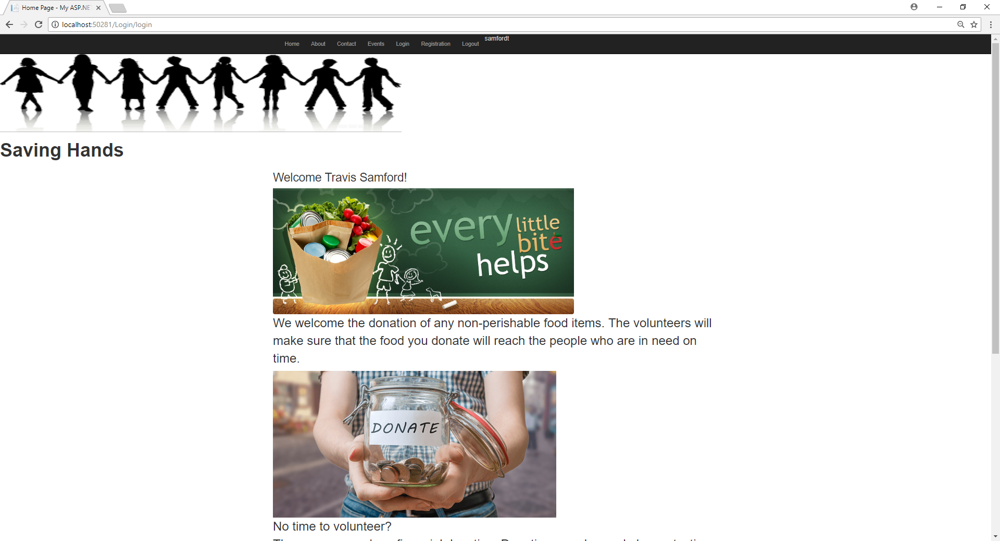 Home Page - My ASP.NE
localhost:50281/Login/login
Home About Contact Events Login Registration Logout samfordt
Saving Hands
Welcome Travis Samford!
every little bite helps
We welcome the donation of any non-perishable food items. The volunteers will
make sure that the food you donate will reach the people who are in need on
time.
DONATE
No time to volunteer?